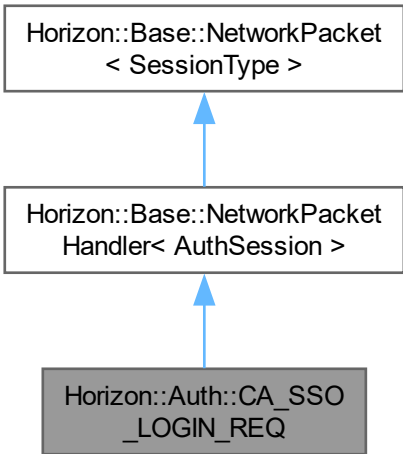 Horizon::Base::NetworkPacket
< SessionType >
Horizon::Base::NetworkPacket
Handler< AuthSession >
Horizon::Auth::CA_SSO
_LOGIN_REQ